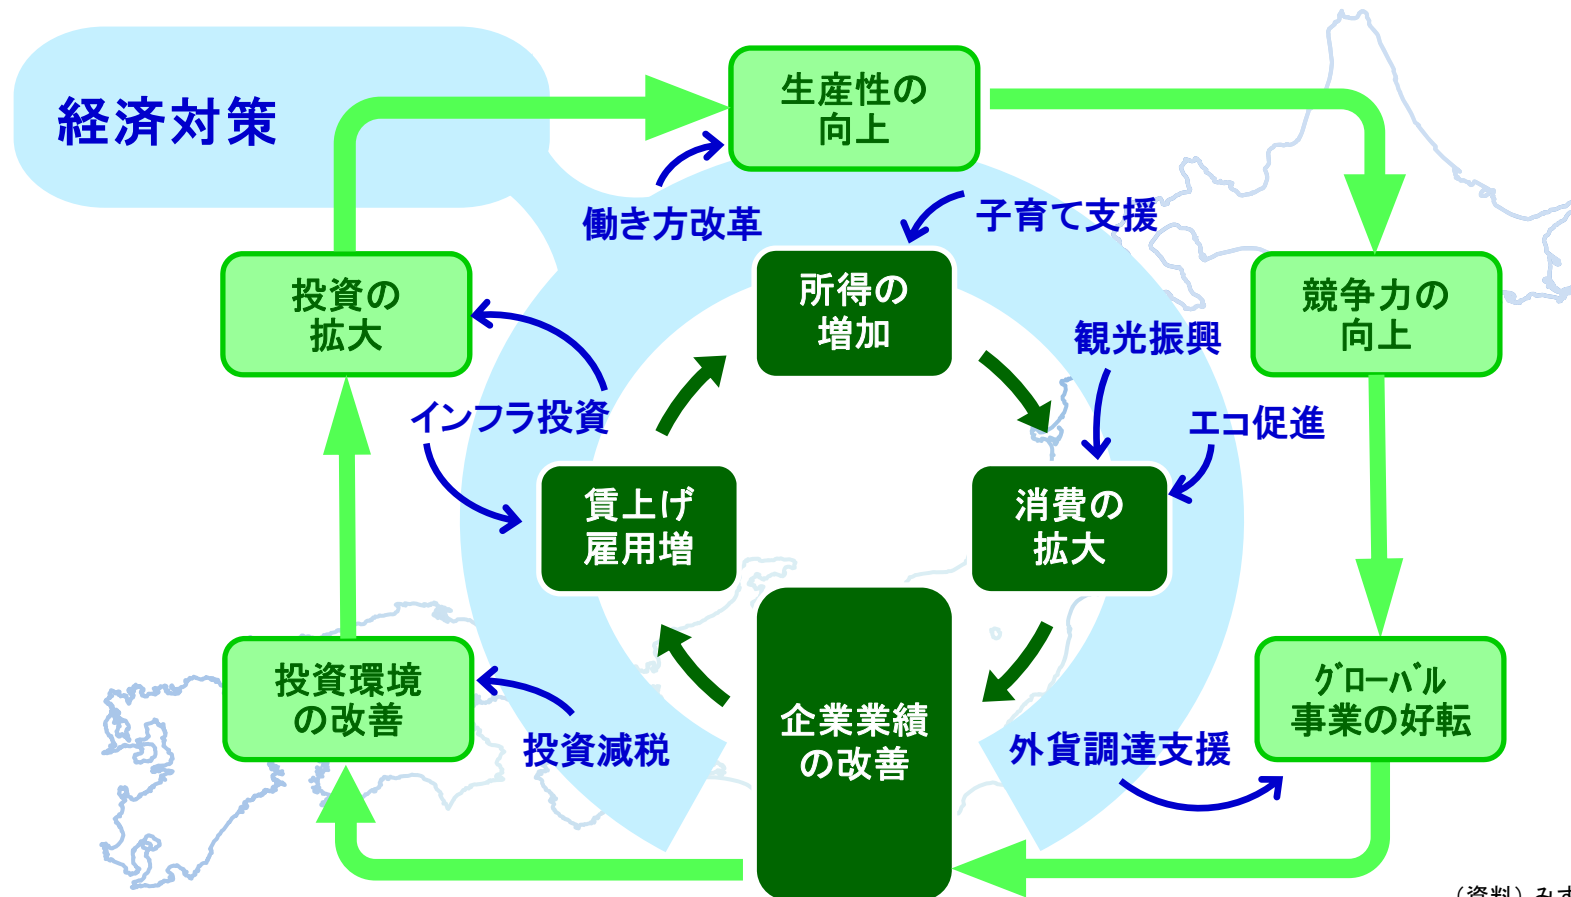 経済対策
生産性の
向上
働き方改革
子育て支援
投資の
拡大
所得の
増加
競争力の
向上
観光振興
インフラ投資
エコ促進
賃上げ
雇用増
消費の
拡大
投資環境
の改善
グローバル
事業の好転
企業業績
の改善
投資減税
外貨調達支援
（資料）みず